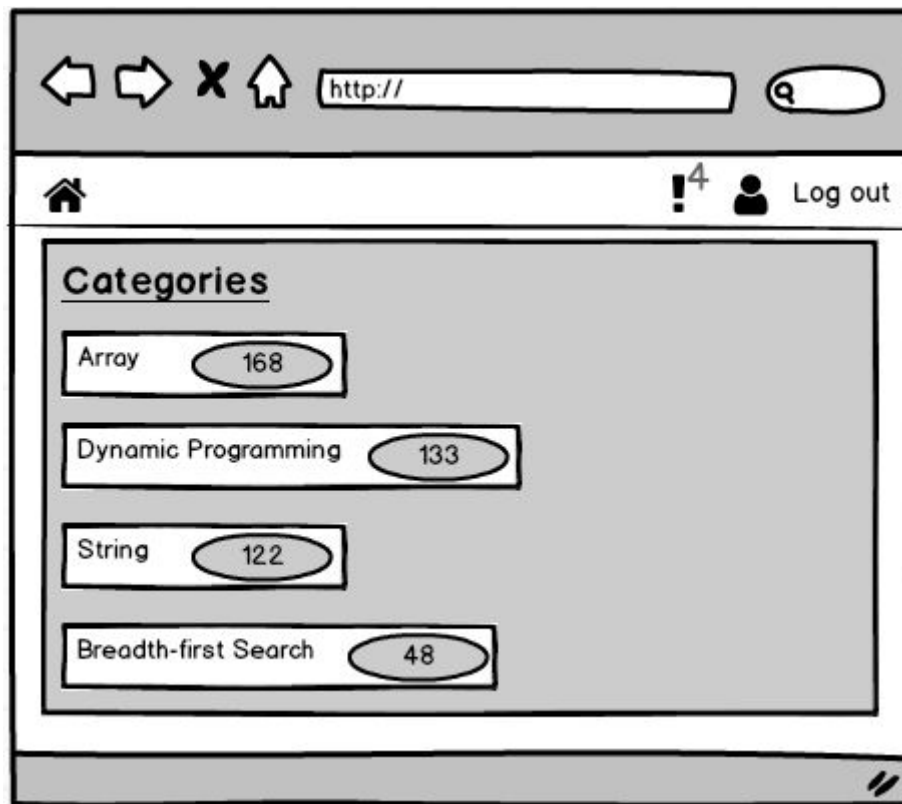 http://
4
Log out
Categories
Array 168
Dynamic Programming 133
String 122
Breadth-first Search 48